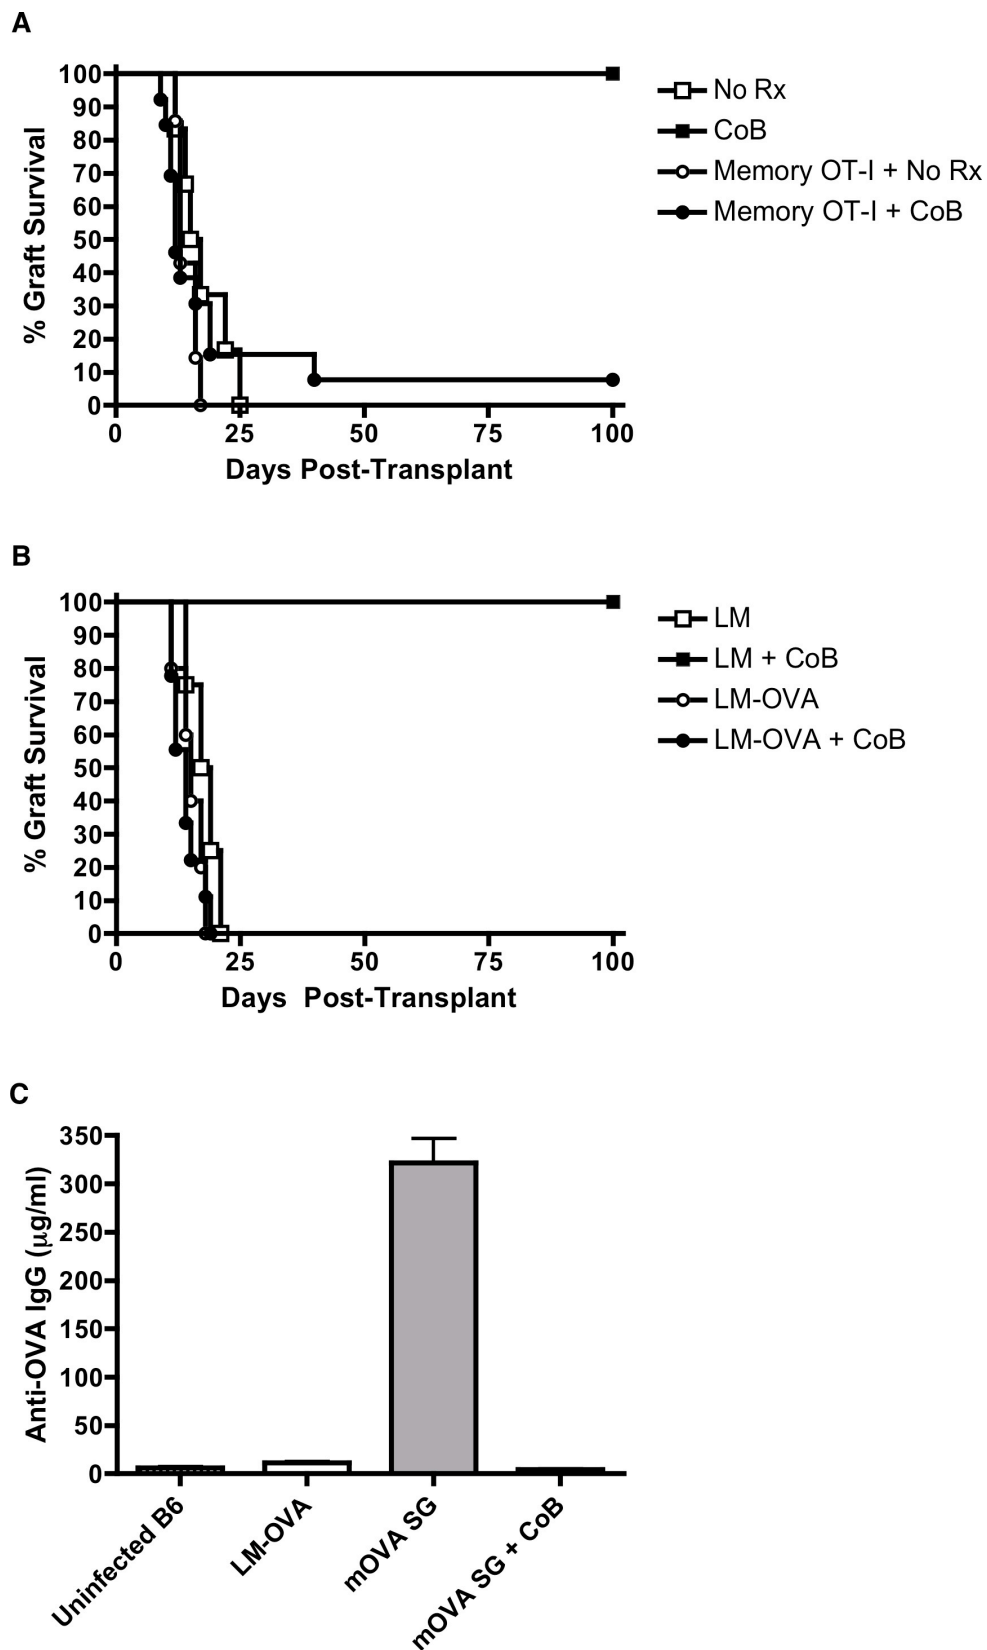 A
% Graft Survival
100
90
80
70
60
50
40
30
20
10
0
0 25 50 75 100
Days Post-Transplant
No Rx
CoB
Memory OT-I + No Rx
Memory OT-I + CoB
B
% Graft Survival
100
90
80
70
60
50
40
30
20
10
0
0 25 50 75 100
Days Post-Transplant
LM
LM + CoB
LM-OVA
LM-OVA + CoB
C
Anti-OVA IgG (μg/ml)
350
300
250
200
150
100
50
0
Uninfected B6
LM-OVA
mOVA SG
mOVA SG + CoB